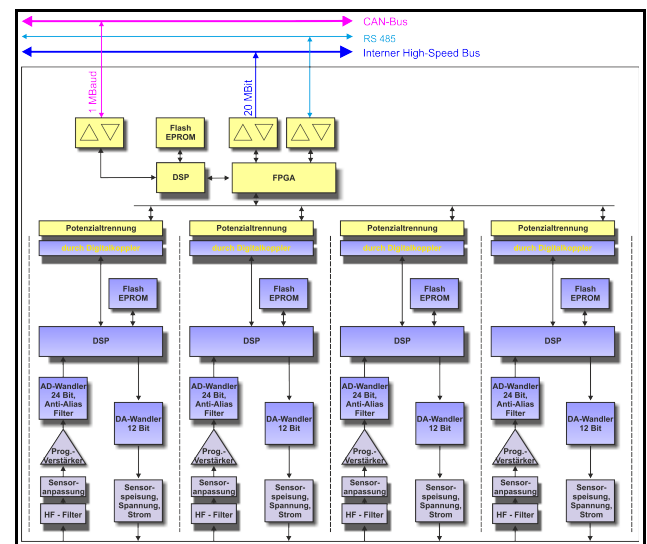 CAN-Bus
RS 485
Interner High-Speed Bus
1 MBaud
20 MBit
Flash
EPROM
DSP
FPGA
Potenzialtrennung
durch Digitalkoppler
Flash
EPROM
DSP
AD-Wandler
24 Bit,
Anti-Alias
Filter
DA-Wandler
12 Bit
Prog.-
Verstärker
Sensor-
anpassung
HF - Filter
Sensor-
speisung,
Spannung,
Strom
Potenzialtrennung
durch Digitalkoppler
Flash
EPROM
DSP
AD-Wandler
24 Bit,
Anti-Alias
Filter
DA-Wandler
12 Bit
Prog.-
Verstärker
Sensor-
anpassung
HF - Filter
Sensor-
speisung,
Spannung,
Strom
Potenzialtrennung
durch Digitalkoppler
Flash
EPROM
DSP
AD-Wandler
24 Bit,
Anti-Alias
Filter
DA-Wandler
12 Bit
Prog.-
Verstärker
Sensor-
anpassung
HF - Filter
Sensor-
speisung,
Spannung,
Strom
Potenzialtrennung
durch Digitalkoppler
Flash
EPROM
DSP
AD-Wandler
24 Bit,
Anti-Alias
Filter
DA-Wandler
12 Bit
Prog.-
Verstärker
Sensor-
anpassung
HF - Filter
Sensor-
speisung,
Spannung,
Strom